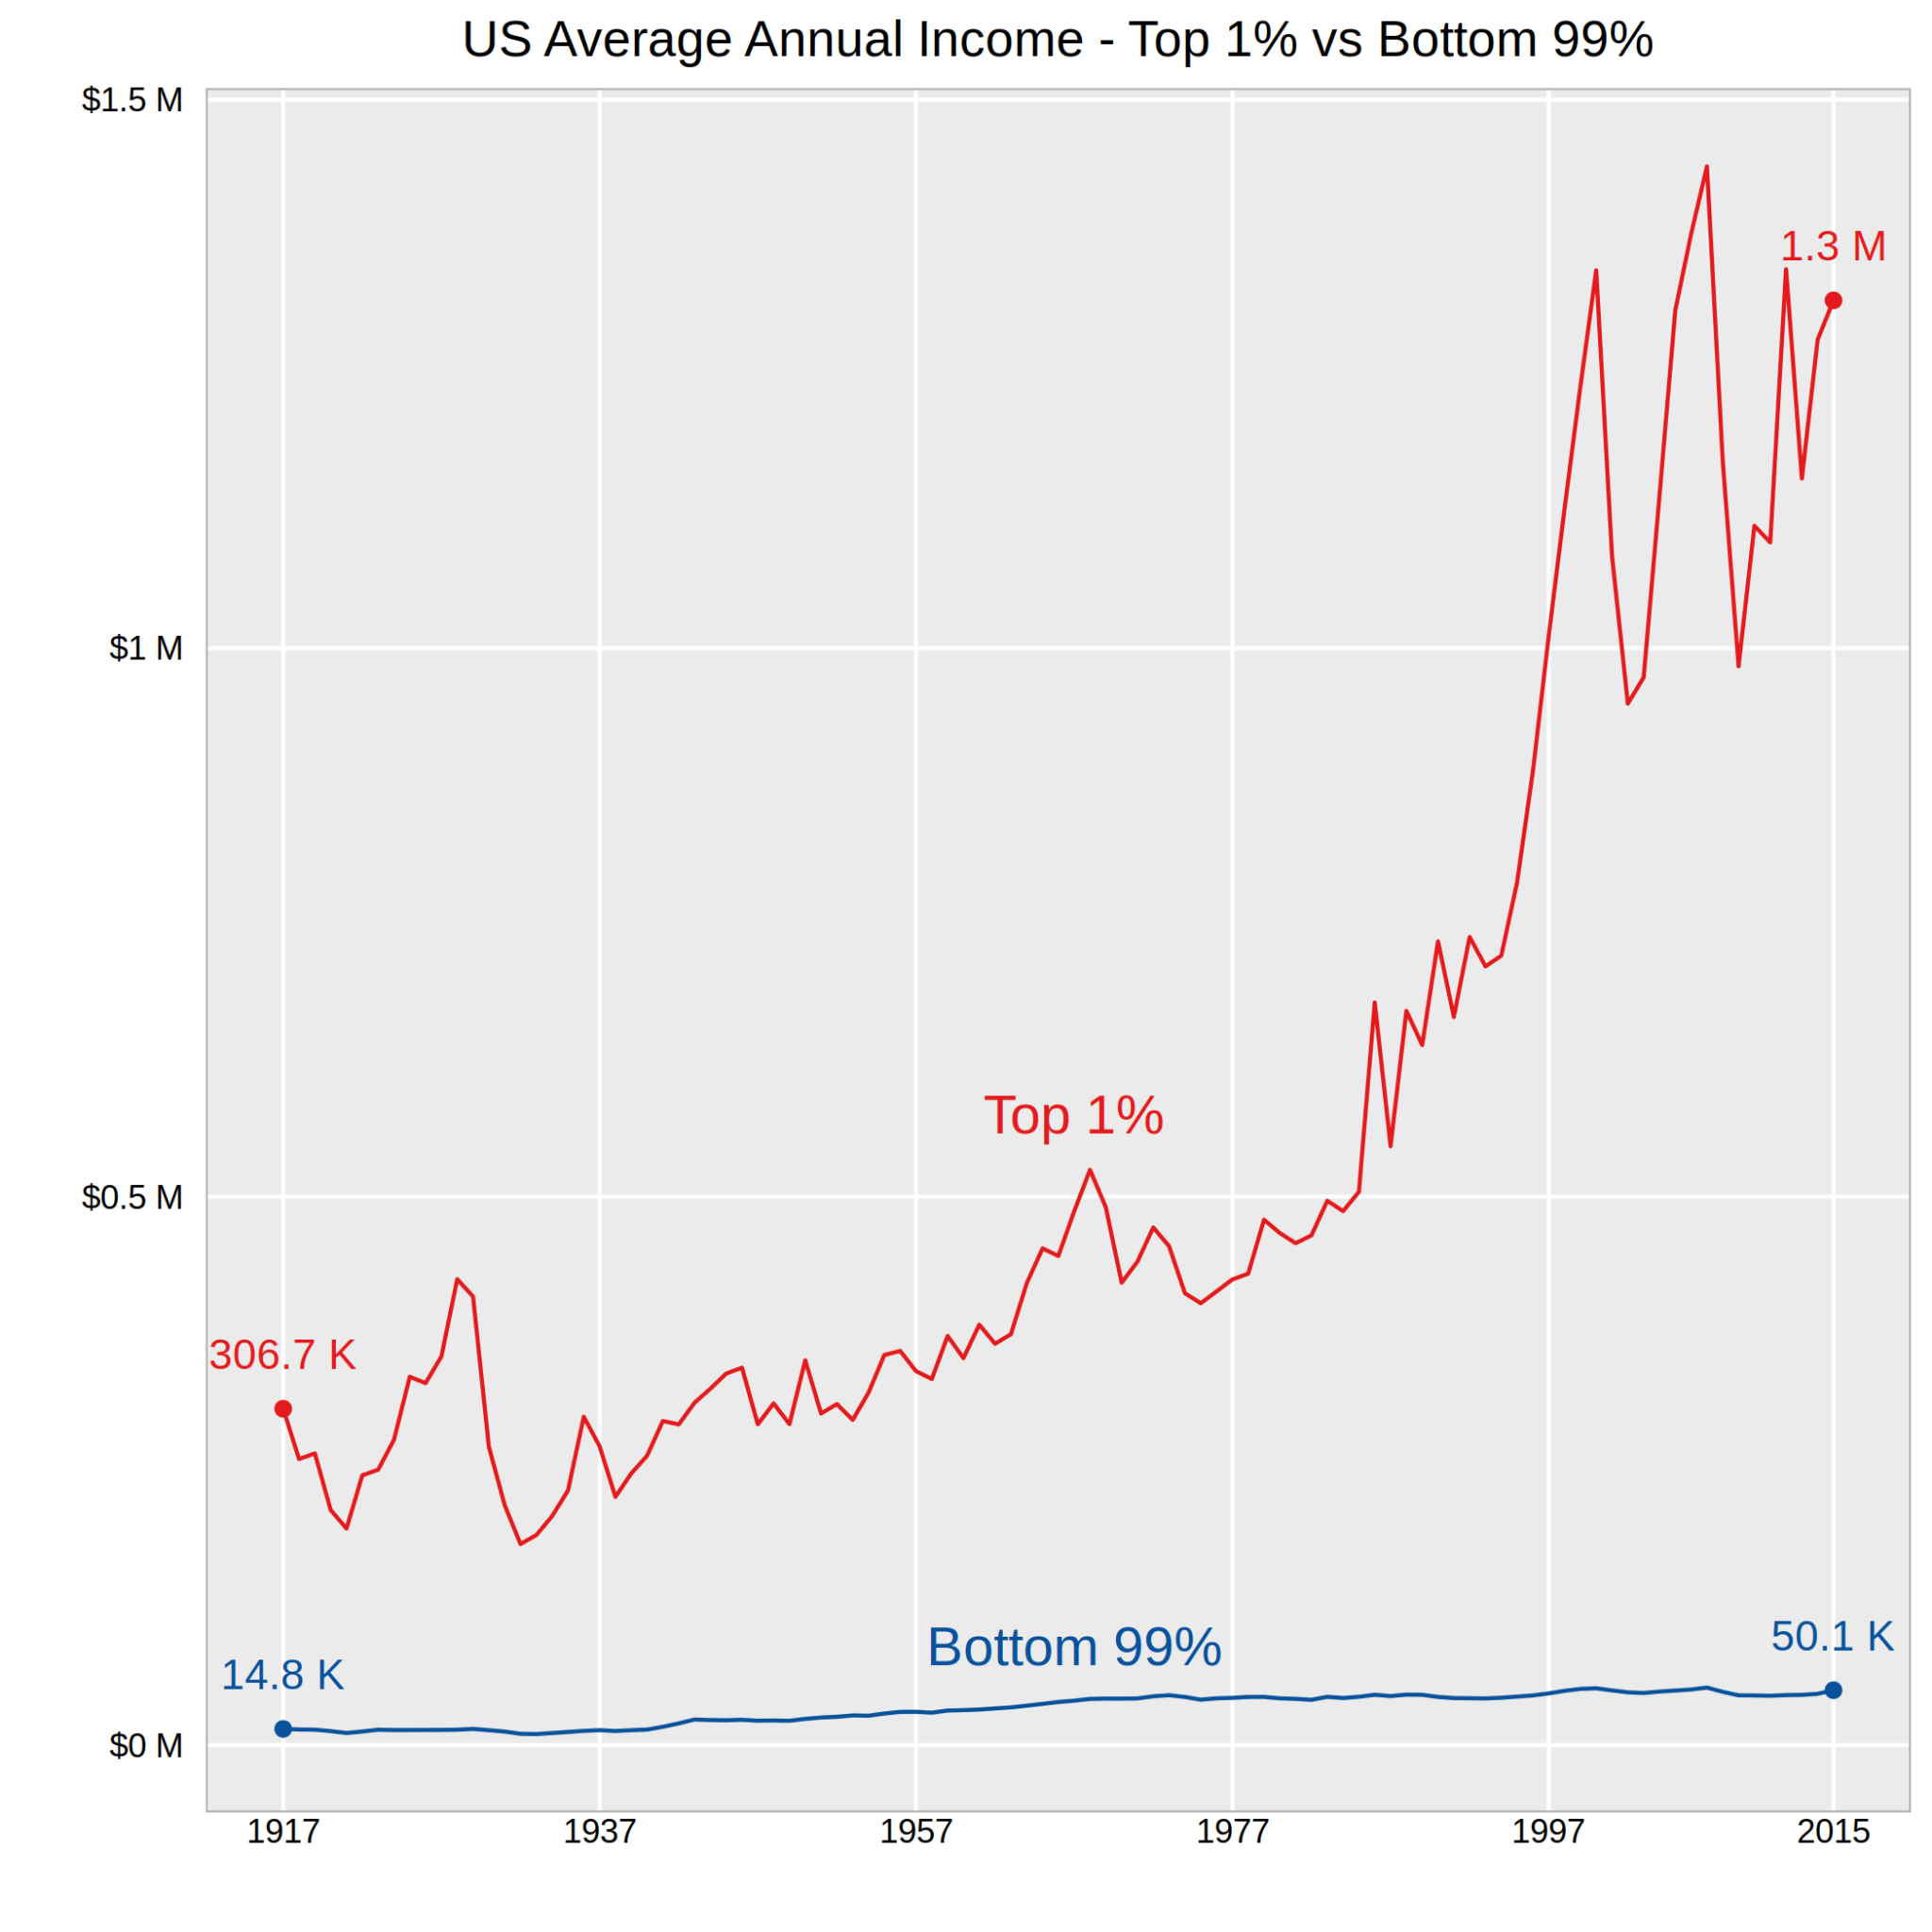 US Average Annual Income - Top 1% vs Bottom 99%
$1.5 M
1.3 M
$1 M
Top 1%
$0.5 M
306.7 K
Bottom 99%
50.1 K
14.8 K
$0 M
1917
1937
1957
1977
1997
2015